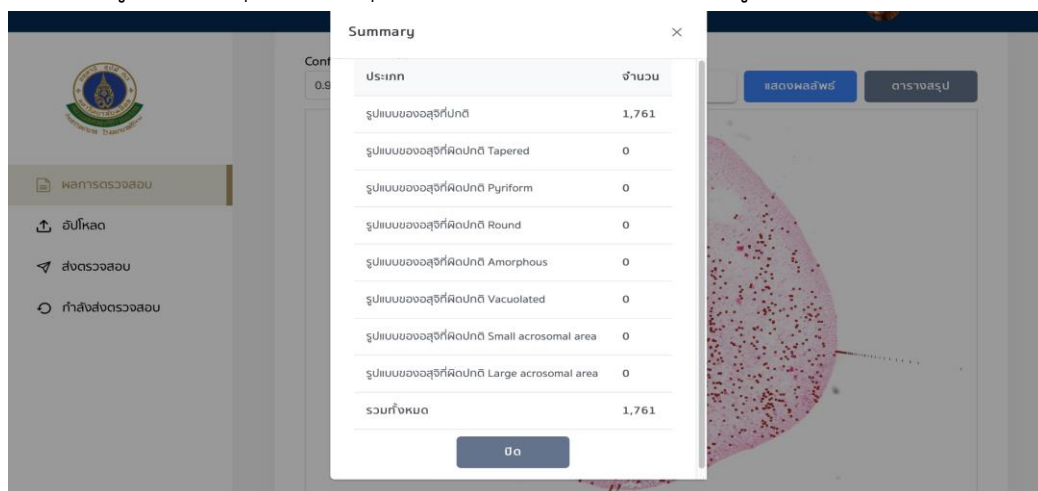 Summary ×
Conf
0.9
แสดงผลลัพธ์
ตารางสรุป
ประเภท จำนวน
รูปแบบของอสุจิที่ปกติ 1,761
รูปแบบของอสุจิที่ผิดปกติ Tapered 0
รูปแบบของอสุจิที่ผิดปกติ Pyriform 0
รูปแบบของอสุจิที่ผิดปกติ Round 0
รูปแบบของอสุจิที่ผิดปกติ Amorphous 0
รูปแบบของอสุจิที่ผิดปกติ Vacuolated 0
รูปแบบของอสุจิที่ผิดปกติ Small acrosomal area 0
รูปแบบของอสุจิที่ผิดปกติ Large acrosomal area 0
รวมทั้งหมด 1,761
ปิด
ผลการตรวจสอบ
อัปโหลด
ส่งตรวจสอบ
กำลังส่งตรวจสอบ